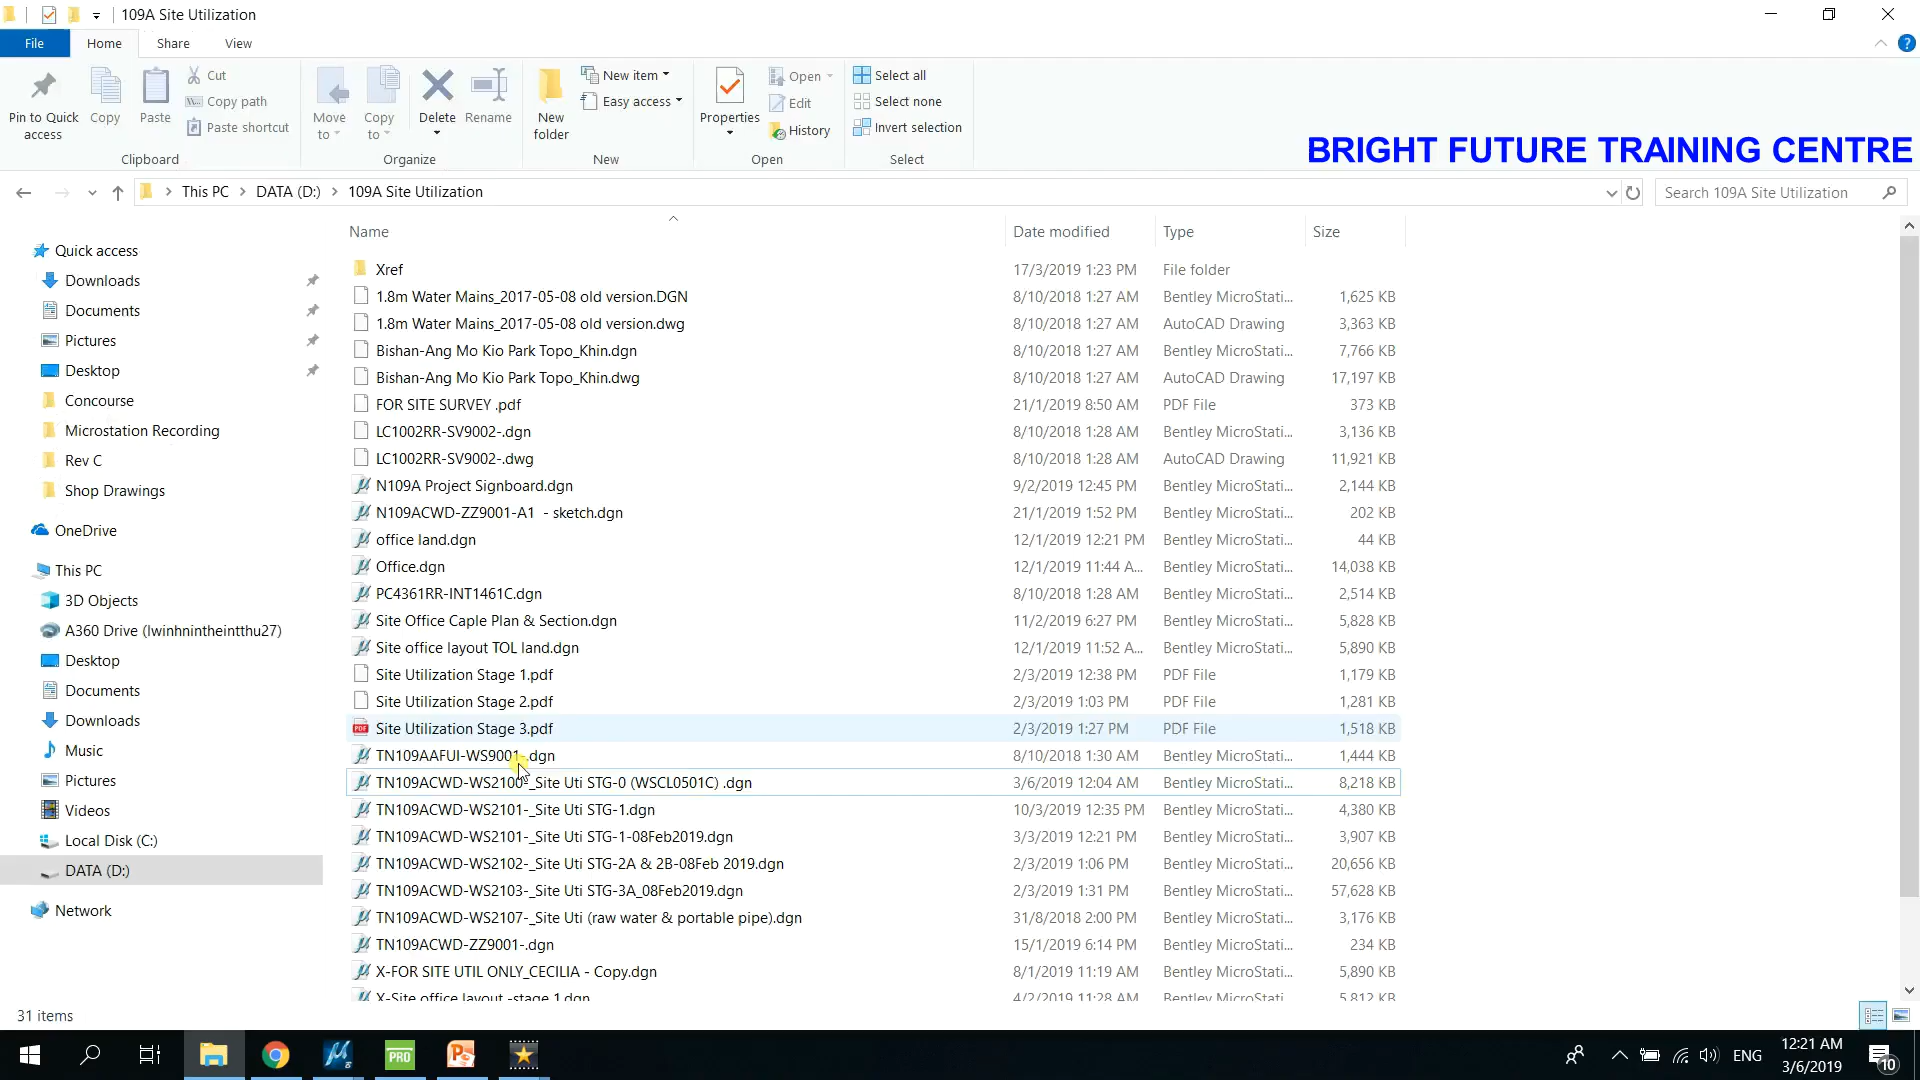 109A Site Utilization
File
Home
Share
View
Pin to Quick access
Copy
Paste
Cut
Copy path
Paste shortcut
Clipboard
Move to
Copy to
Delete
Rename
Organize
New folder
New item
Easy access
New
Properties
Open
Edit
History
Open
Select all
Select none
Invert selection
Select
BRIGHT FUTURE TRAINING CENTRE
This PC > DATA (D:) > 109A Site Utilization
Search 109A Site Utilization
Quick access
Downloads
Documents
Pictures
Desktop
Concourse
Microstation Recording
Rev C
Shop Drawings
OneDrive
This PC
3D Objects
A360 Drive (lwinhnintheintthu27)
Desktop
Documents
Downloads
Music
Pictures
Videos
Local Disk (C:)
DATA (D:)
Network
Name Date modified Type Size
Xref 17/3/2019 1:23 PM File folder
1.8m Water Mains_2017-05-08 old version.DGN 8/10/2018 1:27 AM Bentley MicroStati... 1,625 KB
1.8m Water Mains_2017-05-08 old version.dwg 8/10/2018 1:27 AM AutoCAD Drawing 3,363 KB
Bishan-Ang Mo Kio Park Topo_Khin.dgn 8/10/2018 1:27 AM Bentley MicroStati... 7,766 KB
Bishan-Ang Mo Kio Park Topo_Khin.dwg 8/10/2018 1:27 AM AutoCAD Drawing 17,197 KB
FOR SITE SURVEY .pdf 21/1/2019 8:50 AM PDF File 373 KB
LC1002RR-SV9002-.dgn 8/10/2018 1:28 AM Bentley MicroStati... 3,136 KB
LC1002RR-SV9002-.dwg 8/10/2018 1:28 AM AutoCAD Drawing 11,921 KB
N109A Project Signboard.dgn 9/2/2019 12:45 PM Bentley MicroStati... 2,144 KB
N109ACWD-ZZ9001-A1 - sketch.dgn 21/1/2019 1:52 PM Bentley MicroStati... 202 KB
office land.dgn 12/1/2019 12:21 PM Bentley MicroStati... 44 KB
Office.dgn 12/1/2019 11:44 A... Bentley MicroStati... 14,038 KB
PC4361RR-INT1461C.dgn 8/10/2018 1:28 AM Bentley MicroStati... 2,514 KB
Site Office Caple Plan & Section.dgn 11/2/2019 6:27 PM Bentley MicroStati... 5,828 KB
Site office layout TOL land.dgn 12/1/2019 11:52 A... Bentley MicroStati... 5,890 KB
Site Utilization Stage 1.pdf 2/3/2019 12:38 PM PDF File 1,179 KB
Site Utilization Stage 2.pdf 2/3/2019 1:03 PM PDF File 1,281 KB
Site Utilization Stage 3.pdf 2/3/2019 1:27 PM PDF File 1,518 KB
TN109AAFUI-WS9001-.dgn 8/10/2018 1:30 AM Bentley MicroStati... 1,444 KB
TN109ACWD-WS2100-_Site Uti STG-0 (WSCL0501C) .dgn 3/6/2019 12:04 AM Bentley MicroStati... 8,218 KB
TN109ACWD-WS2101-_Site Uti STG-1.dgn 10/3/2019 12:35 PM Bentley MicroStati... 4,380 KB
TN109ACWD-WS2101-_Site Uti STG-1-08Feb2019.dgn 3/3/2019 12:21 PM Bentley MicroStati... 3,907 KB
TN109ACWD-WS2102-_Site Uti STG-2A & 2B-08Feb 2019.dgn 2/3/2019 1:06 PM Bentley MicroStati... 20,656 KB
TN109ACWD-WS2103-_Site Uti STG-3A_08Feb2019.dgn 2/3/2019 1:31 PM Bentley MicroStati... 57,628 KB
TN109ACWD-WS2107-_Site Uti (raw water & portable pipe).dgn 31/8/2018 2:00 PM Bentley MicroStati... 3,176 KB
TN109ACWD-ZZ9001-.dgn 15/1/2019 6:14 PM Bentley MicroStati... 234 KB
X-FOR SITE UTIL ONLY_CECILIA - Copy.dgn 8/1/2019 11:19 AM Bentley MicroStati... 5,890 KB
X-Site office layout -stage 1.dgn 4/2/2019 11:28 AM Bentley MicroStati... 5,812 KB
31 items
PRO
ENG
12:21 AM
3/6/2019
10